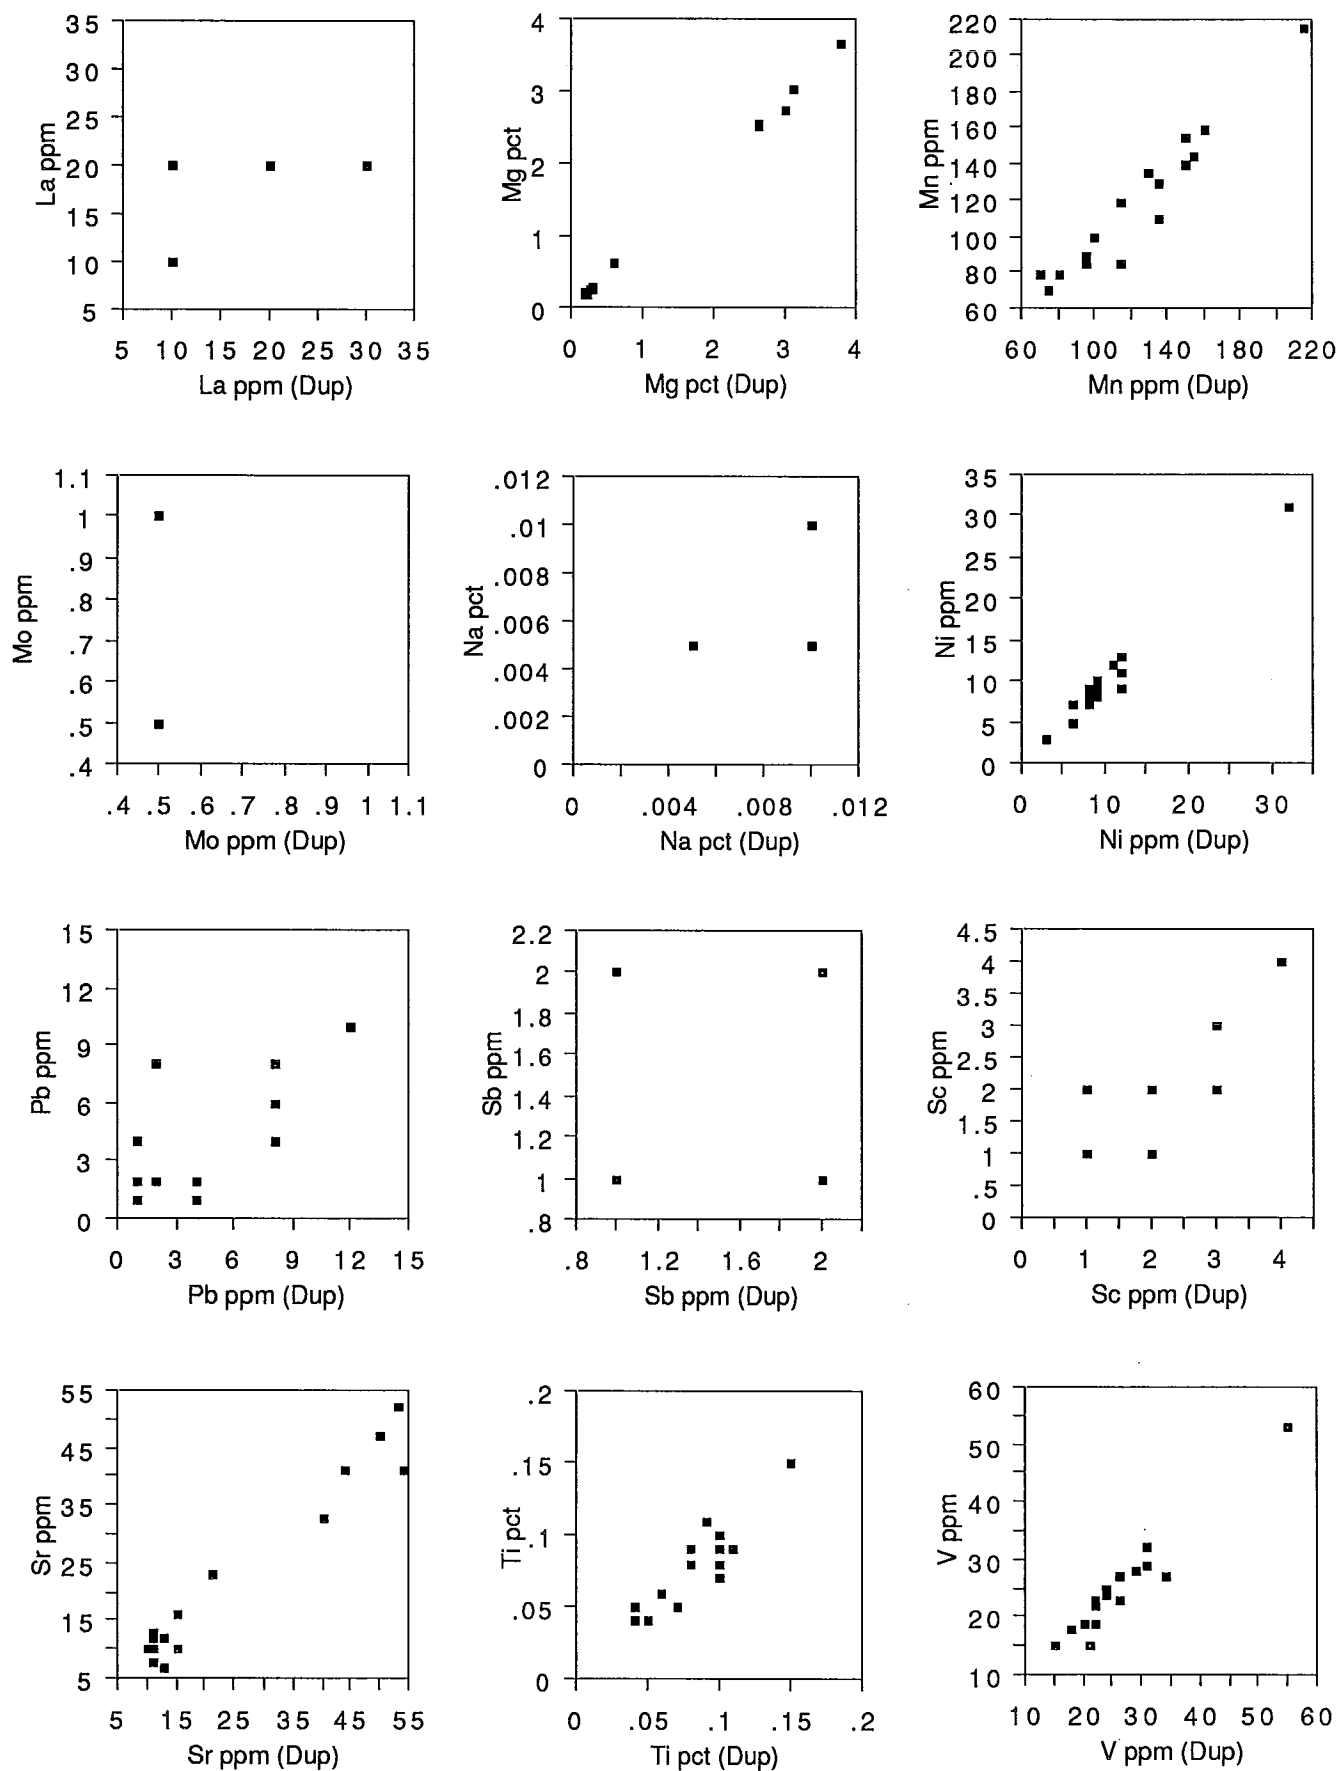 La ppm
35
30
25
20
15
10
5
5 10 15 20 25 30 35
La ppm (Dup)
Mg pct
4
3
2
1
0
0 1 2 3 4
Mg pct (Dup)
Mn ppm
220
200
180
160
140
120
100
80
60
60 100 140 180 220
Mn ppm (Dup)
Mo ppm
1.1
1
.9
.8
.7
.6
.5
.4
.4 .5 .6 .7 .8 .9 1 1.1
Mo ppm (Dup)
Na pct
.012
.01
.008
.006
.004
.002
0
0 .004 .008 .012
Na pct (Dup)
Ni ppm
35
30
25
20
15
10
5
0
0 10 20 30
Ni ppm (Dup)
Pb ppm
15
12
9
6
3
0
0 3 6 9 12 15
Pb ppm (Dup)
Sb ppm
2.2
2
1.8
1.6
1.4
1.2
1
.8
.8 1.2 1.6 2
Sb ppm (Dup)
Sc ppm
4.5
4
3.5
3
2.5
2
1.5
1
.5
0
0 1 2 3 4
Sc ppm (Dup)
Sr ppm
55
45
35
25
15
5
5 15 25 35 45 55
Sr ppm (Dup)
Ti pct
.2
.15
.1
.05
0
0 .05 .1 .15 .2
Ti pct (Dup)
V ppm
60
50
40
30
20
10
10 20 30 40 50 60
V ppm (Dup)